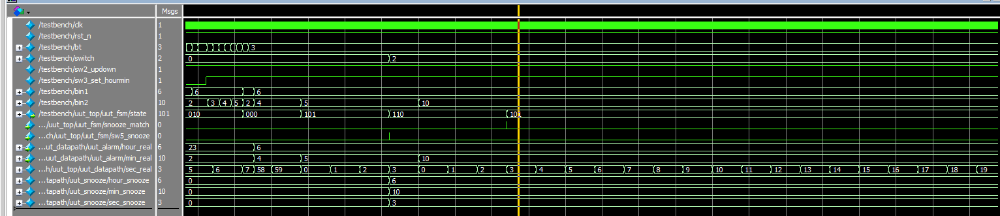 Msgs
/testbench/clk 1
/testbench/rst_n 1
/testbench/bt 3 3
/testbench/switch 2 0 2
/testbench/sw2_updown 1
/testbench/sw3_set_hourmin 1
/testbench/bin1 6 6 6
/testbench/bin2 10 2 3 4 5 2 4 5 10
/testbench/uut_top/uut_fsm/state 101 010 000 101 110 101
.../uut_top/uut_fsm/snooze_match 0
...ch/uut_top/uut_fsm/sw5_snooze 0
...ut_datapath/uut_alarm/hour_real 6 23 6
...uut_datapath/uut_alarm/min_real 10 2 4 5 10
...h/uut_top/uut_datapath/sec_real 3 5 6 7 58 59 0 1 2 3 0 1 2 3 4 5 6 7 8 9 10 11 12 13 14 15 16 17 18 19
...tapath/uut_snooze/hour_snooze 6 0 6
...tapath/uut_snooze/min_snooze 10 0 10
...tapath/uut_snooze/sec_snooze 3 0 3